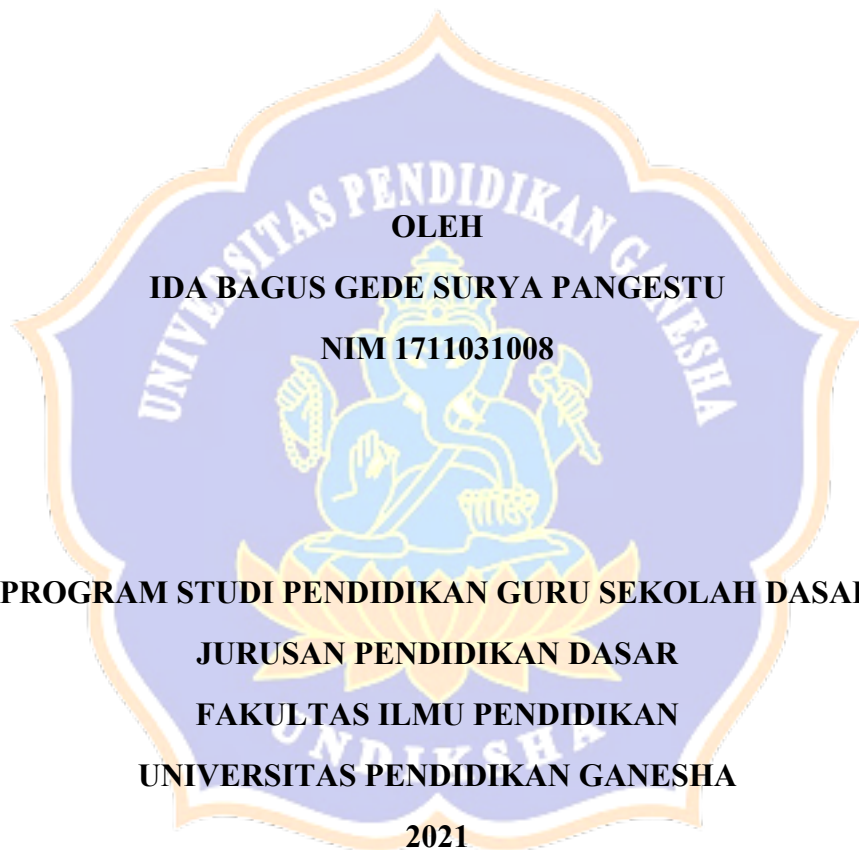 UNIVERSITAS PENDIDIKAN GANESHA
OLEH
IDA BAGUS GEDE SURYA PANGESTU
NIM 1711031008
PROGRAM STUDI PENDIDIKAN GURU SEKOLAH DASAR
JURUSAN PENDIDIKAN DASAR
FAKULTAS ILMU PENDIDIKAN
UNDIKSHA
UNIVERSITAS PENDIDIKAN GANESHA
2021